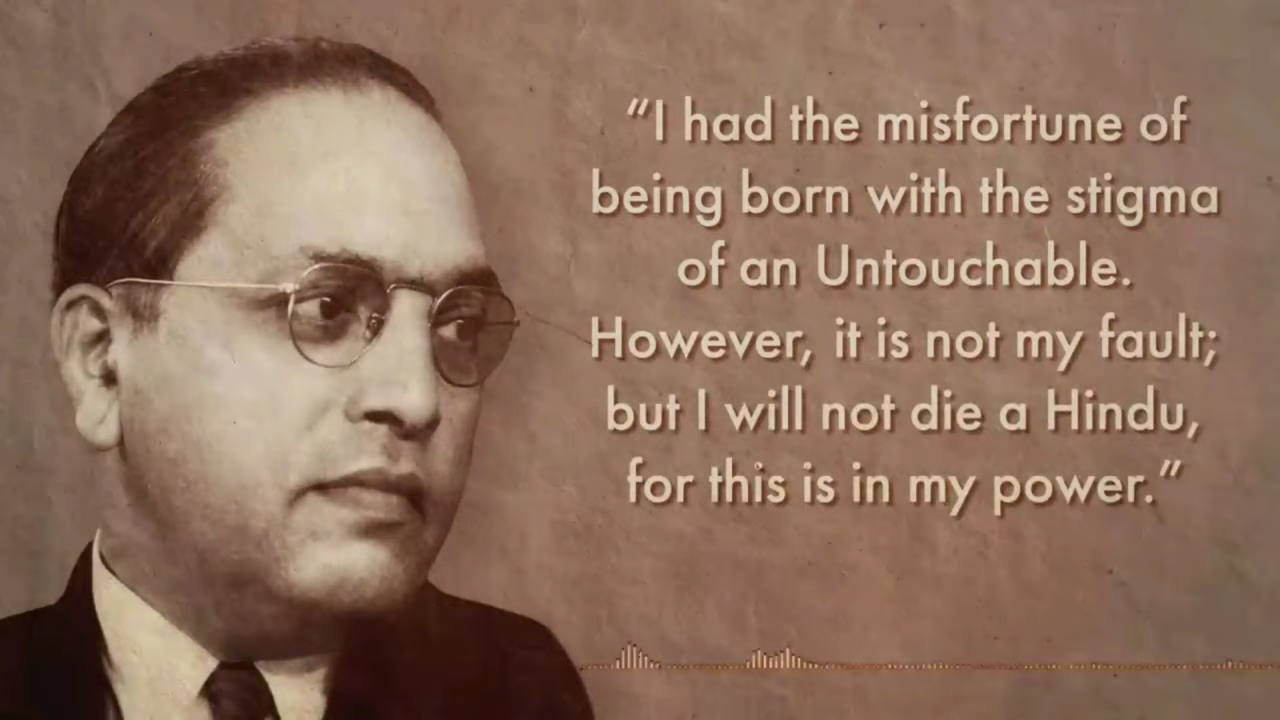 “I had the misfortune of
being born with the stigma
of an Untouchable.
However, it is not my fault;
but I will not die a Hindu,
for this is in my power.”